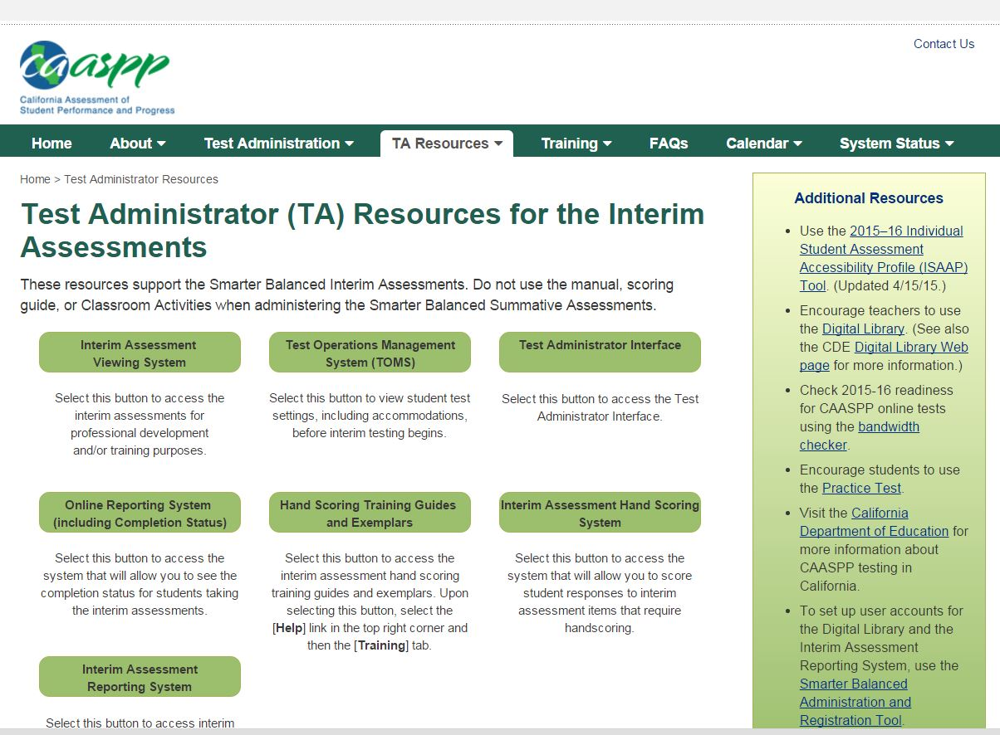 Contact Us
caaspp
California Assessment of
Student Performance and Progress
Home About Test Administration TA Resources Training FAQs Calendar System Status
Home > Test Administrator Resources
Test Administrator (TA) Resources for the Interim
Assessments
These resources support the Smarter Balanced Interim Assessments. Do not use the manual, scoring
guide, or Classroom Activities when administering the Smarter Balanced Summative Assessments.
Interim Assessment
Viewing System
Select this button to access the
interim assessments for
professional development
and/or training purposes.
Test Operations Management
System (TOMS)
Select this button to view student test
settings, including accommodations,
before interim testing begins.
Test Administrator Interface
Select this button to access the Test
Administrator Interface.
Online Reporting System
(including Completion Status)
Select this button to access the
system that will allow you to see the
completion status for students taking
the interim assessments.
Hand Scoring Training Guides
and Exemplars
Select this button to access the
interim assessment hand scoring
training guides and exemplars. Upon
selecting this button, select the
[Help] link in the top right corner and
then the [Training] tab.
Interim Assessment Hand Scoring
System
Select this button to access the
system that will allow you to score
student responses to interim
assessment items that require
handscoring.
Interim Assessment
Reporting System
Select this button to access interim
Additional Resources
• Use the 2015–16 Individual
Student Assessment
Accessibility Profile (ISAAP)
Tool. (Updated 4/15/15.)
• Encourage teachers to use
the Digital Library. (See also
the CDE Digital Library Web
page for more information.)
• Check 2015-16 readiness
for CAASPP online tests
using the bandwidth
checker.
• Encourage students to use
the Practice Test.
• Visit the California
Department of Education for
more information about
CAASPP testing in
California.
• To set up user accounts for
the Digital Library and the
Interim Assessment
Reporting System, use the
Smarter Balanced
Administration and
Registration Tool.